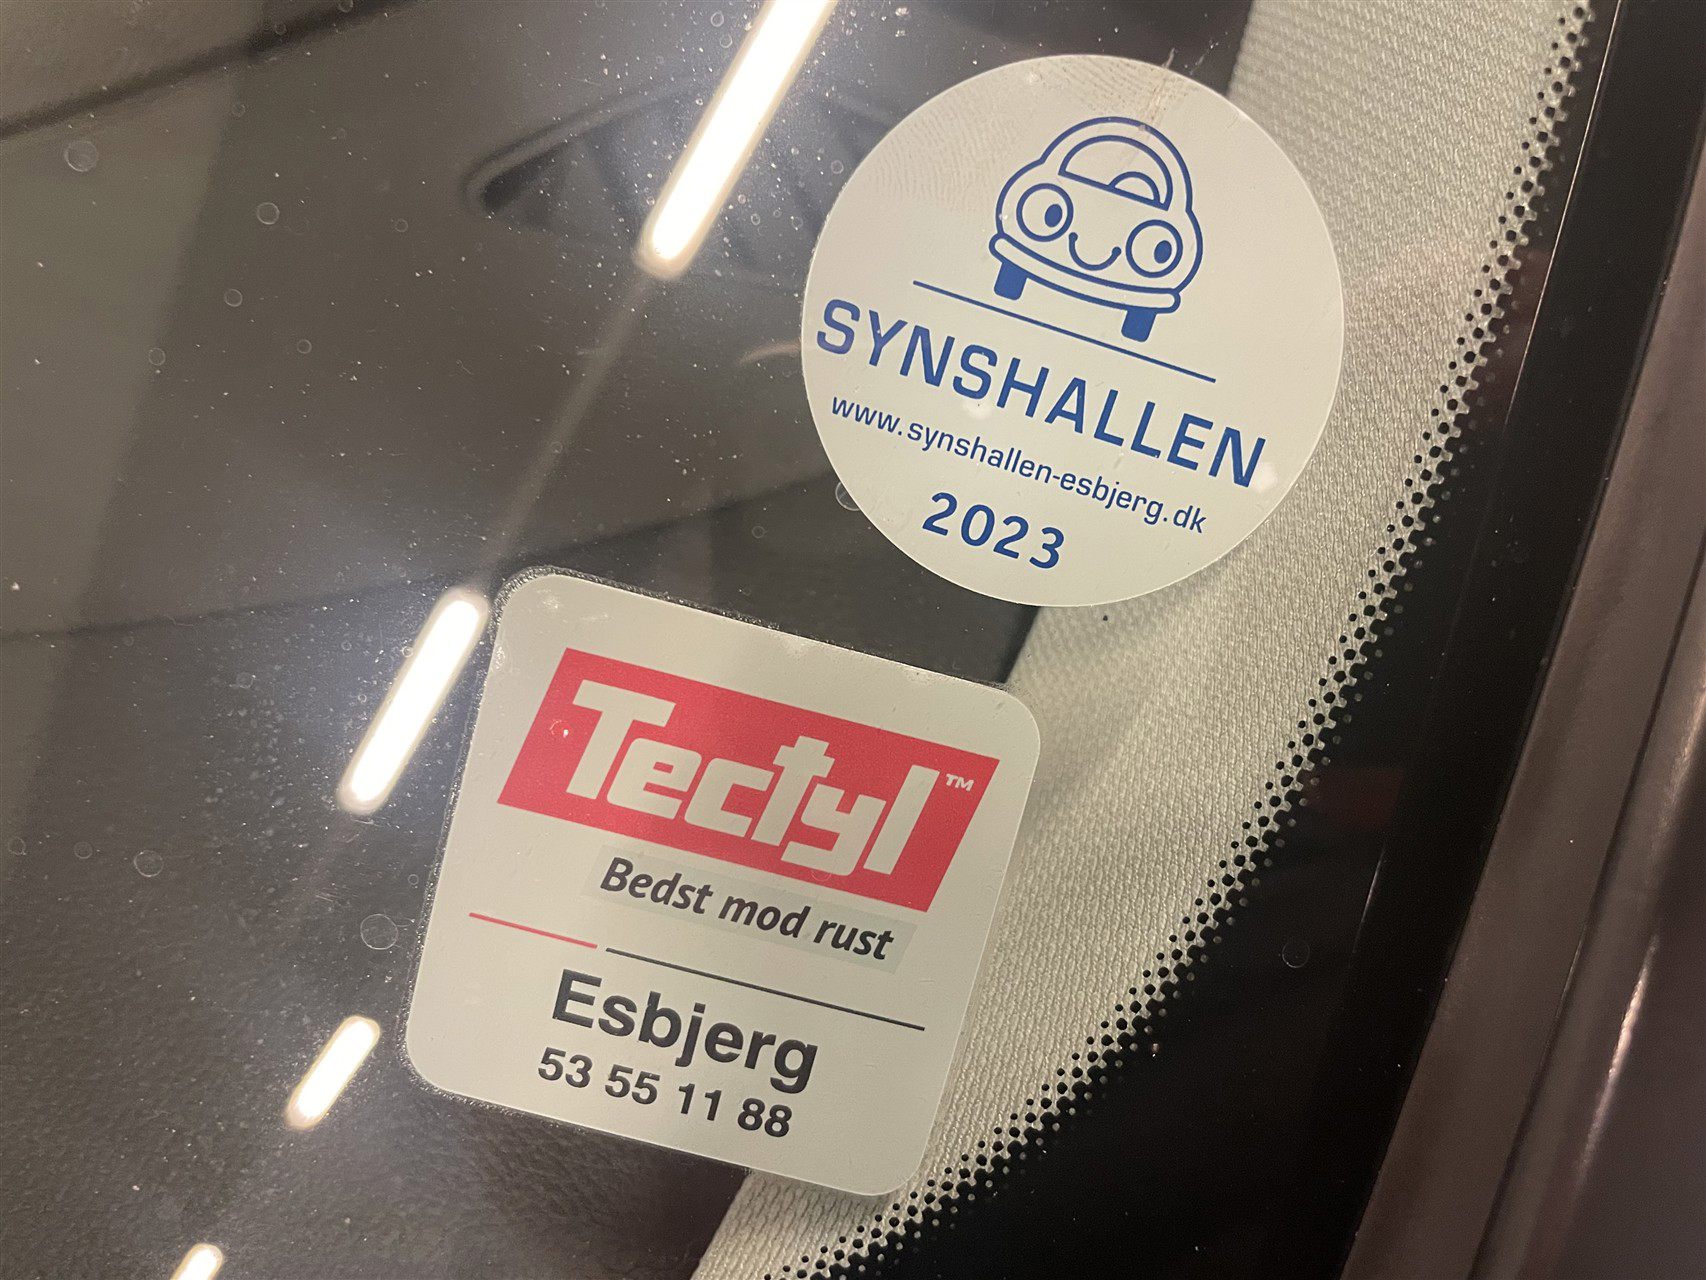 SYNSHALLEN
www.synshallen-esbjerg.dk
2023
Tectyl™
Bedst mod rust
Esbjerg
53 55 11 88